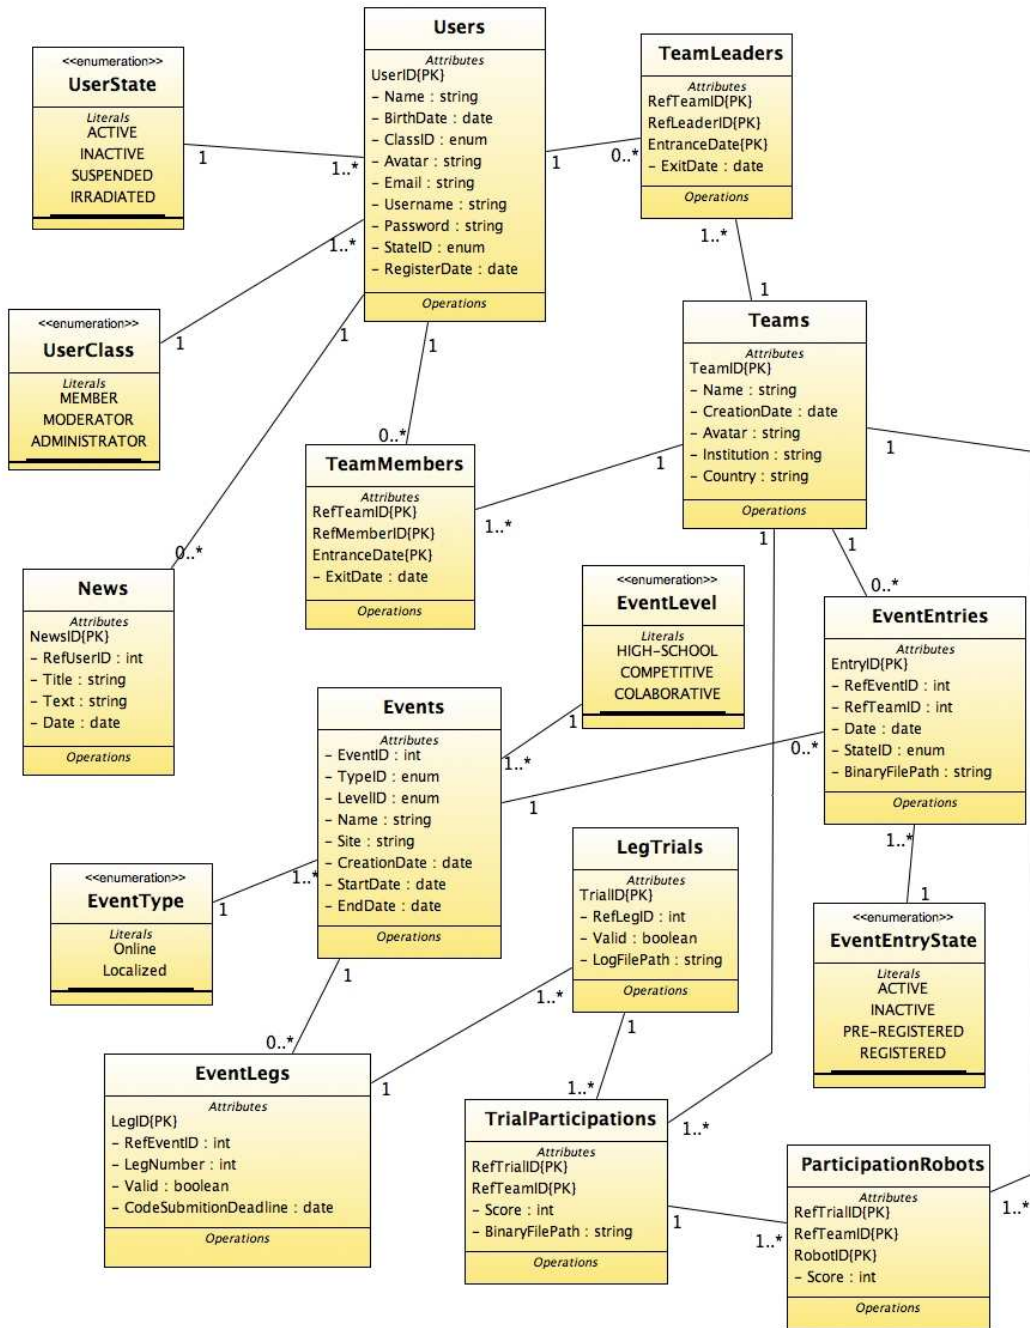 Users
Attributes
UserID{PK}
- Name : string
- BirthDate : date
- ClassID : enum
- Avatar : string
- Email : string
- Username : string
- Password : string
- StateID : enum
- RegisterDate : date
Operations
<<enumeration>>
UserState
Literals
ACTIVE
INACTIVE
SUSPENDED
IRRADIATED
1
1..*
TeamLeaders
Attributes
RefTeamID{PK}
RefLeaderID{PK}
EntranceDate{PK}
- ExitDate : date
Operations
1
0..*
1..*
1
<<enumeration>>
UserClass
Literals
MEMBER
MODERATOR
ADMINISTRATOR
1
1..*
1
0..*
1
0..*
Teams
Attributes
TeamID{PK}
- Name : string
- CreationDate : date
- Avatar : string
- Institution : string
- Country : string
Operations
1
1
1
1
TeamMembers
Attributes
RefTeamID{PK}
RefMemberID{PK}
EntranceDate{PK}
- ExitDate : date
Operations
1..*
News
Attributes
NewsID{PK}
- RefUserID : int
- Title : string
- Text : string
- Date : date
Operations
<<enumeration>>
EventLevel
Literals
HIGH-SCHOOL
COMPETITIVE
COLABORATIVE
1
1..*
0..*
EventEntries
Attributes
EntryID{PK}
- RefEventID : int
- RefTeamID : int
- Date : date
- StateID : enum
- BinaryFilePath : string
Operations
0..*
1
1..*
1
Events
Attributes
- EventID : int
- TypeID : enum
- LevelID : enum
- Name : string
- Site : string
- CreationDate : date
- StartDate : date
- EndDate : date
Operations
<<enumeration>>
EventType
Literals
Online
Localized
1
1..*
1
0..*
LegTrials
Attributes
TrialID{PK}
- RefLegID : int
- Valid : boolean
- LogFilePath : string
Operations
1..*
1
1
1..*
<<enumeration>>
EventEntryState
Literals
ACTIVE
INACTIVE
PRE-REGISTERED
REGISTERED
EventLegs
Attributes
LegID{PK}
- RefEventID : int
- LegNumber : int
- Valid : boolean
- CodeSubmitionDeadline : date
Operations
TrialParticipations
Attributes
RefTrialID{PK}
RefTeamID{PK}
- Score : int
- BinaryFilePath : string
Operations
1..*
1
1..*
ParticipationRobots
Attributes
RefTrialID{PK}
RefTeamID{PK}
RobotID{PK}
- Score : int
Operations
1..*